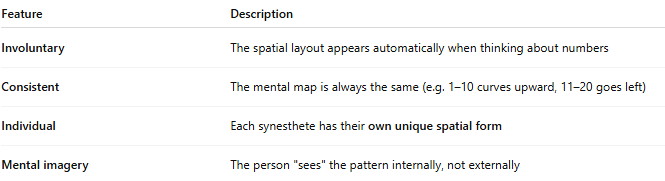 Feature Description
Involuntary The spatial layout appears automatically when thinking about numbers
Consistent The mental map is always the same (e.g. 1–10 curves upward, 11–20 goes left)
Individual Each synesthete has their own unique spatial form
Mental imagery The person "sees" the pattern internally, not externally